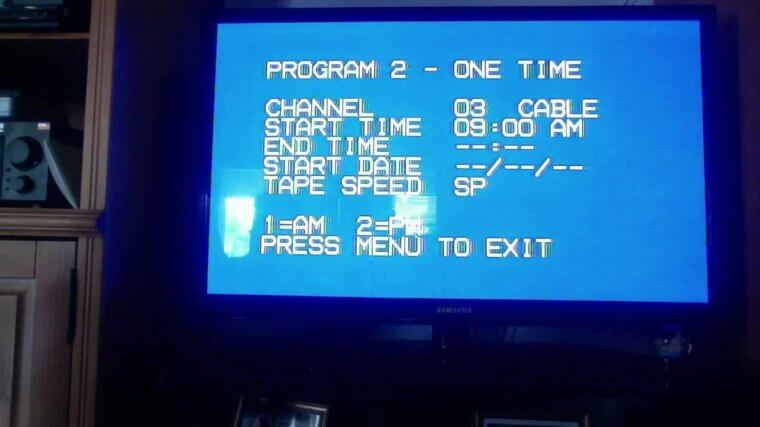 PROGRAM 2 - ONE TIME
CHANNEL 03 CABLE
START TIME 09:00 AM
END TIME --:--
START DATE --/--/--
TAPE SPEED SP
1=AM 2=PM
PRESS MENU TO EXIT
SAMSUNG